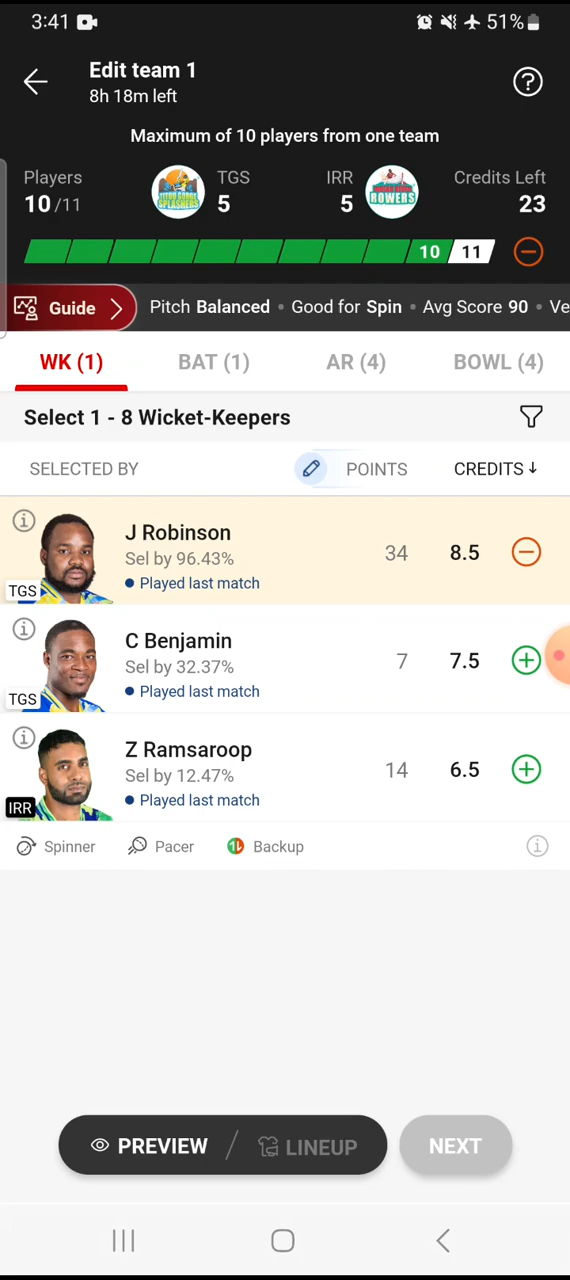 3:41 51%
Edit team 1
8h 18m left
Maximum of 10 players from one team
Players TGS IRR Credits Left
10/11 5 5 23
10 11
Guide Pitch Balanced • Good for Spin • Avg Score 90 • Ve
WK (1) BAT (1) AR (4) BOWL (4)
Select 1 - 8 Wicket-Keepers
SELECTED BY POINTS CREDITS ↓
J Robinson
Sel by 96.43% 34 8.5
TGS • Played last match
C Benjamin
Sel by 32.37% 7 7.5
TGS • Played last match
Z Ramsaroop
Sel by 12.47% 14 6.5
IRR • Played last match
Spinner Pacer Backup
PREVIEW / LINEUP NEXT